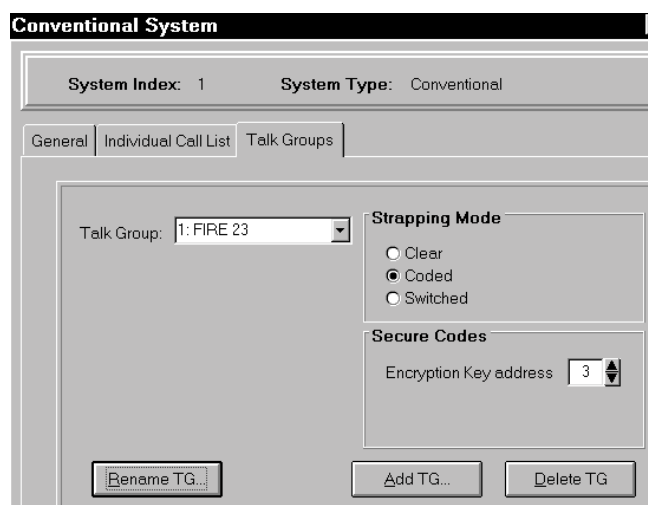 Conventional System
System Index: 1 System Type: Conventional
General Individual Call List Talk Groups
Talk Group: 1: FIRE 23
Strapping Mode
Clear
Coded
Switched
Secure Codes
Encryption Key address 3
Rename TG... Add TG... Delete TG